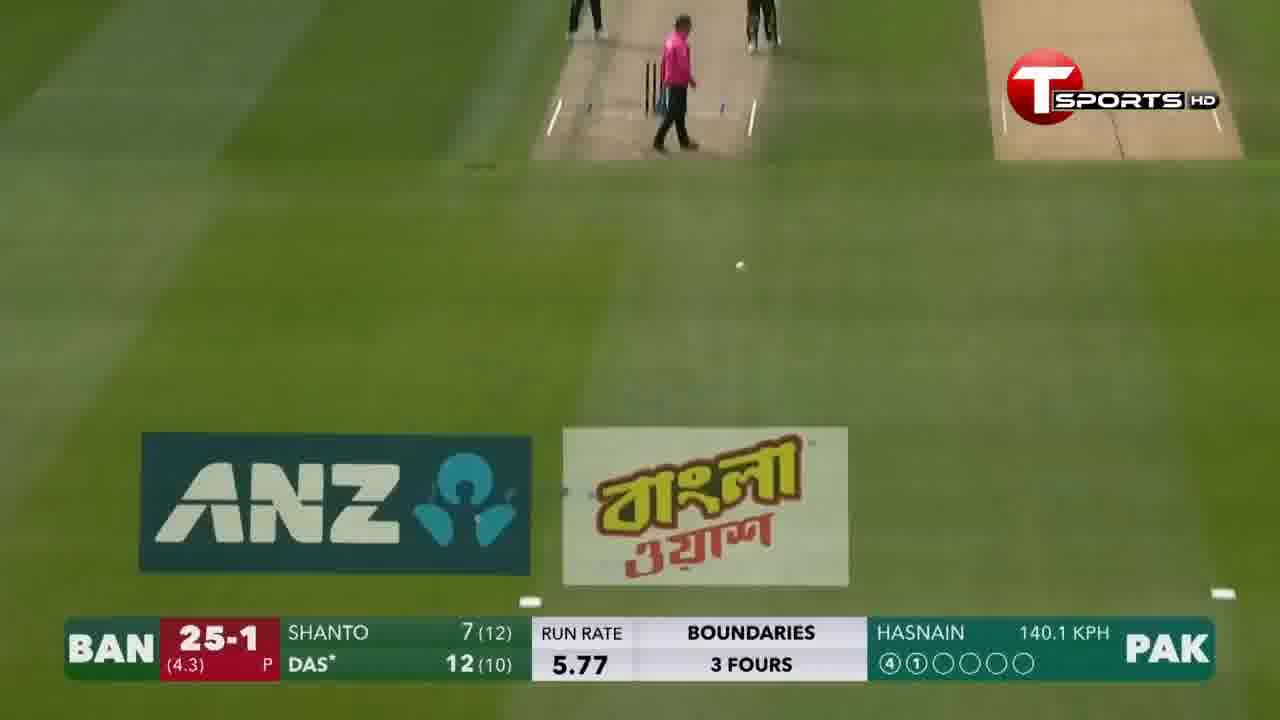 T SPORTS HD
ANZ
বাংলা
ওয়াশ
BAN 25-1 (4.3) P
SHANTO 7 (12)
DAS* 12 (10)
RUN RATE
5.77
BOUNDARIES
3 FOURS
HASNAIN 140.1 KPH
4 1
PAK